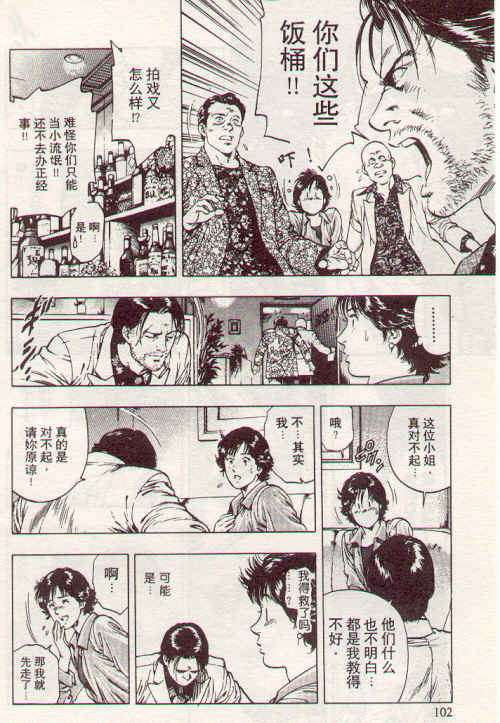 你们这些
饭桶!!
吓!
拍戏又
怎么样!?
难怪你们只能
当小流氓!!
还不去办正经
事!!
啊…
是!
………
这位小姐，
真对不起…
哦？
他们什么
也不明白…
都是我教得
不好．
不…其实
我…
真的是
对不起，
请妳原谅！
我得救了吗？
……？
可能
是…
啊…
那我就
先走了…
102